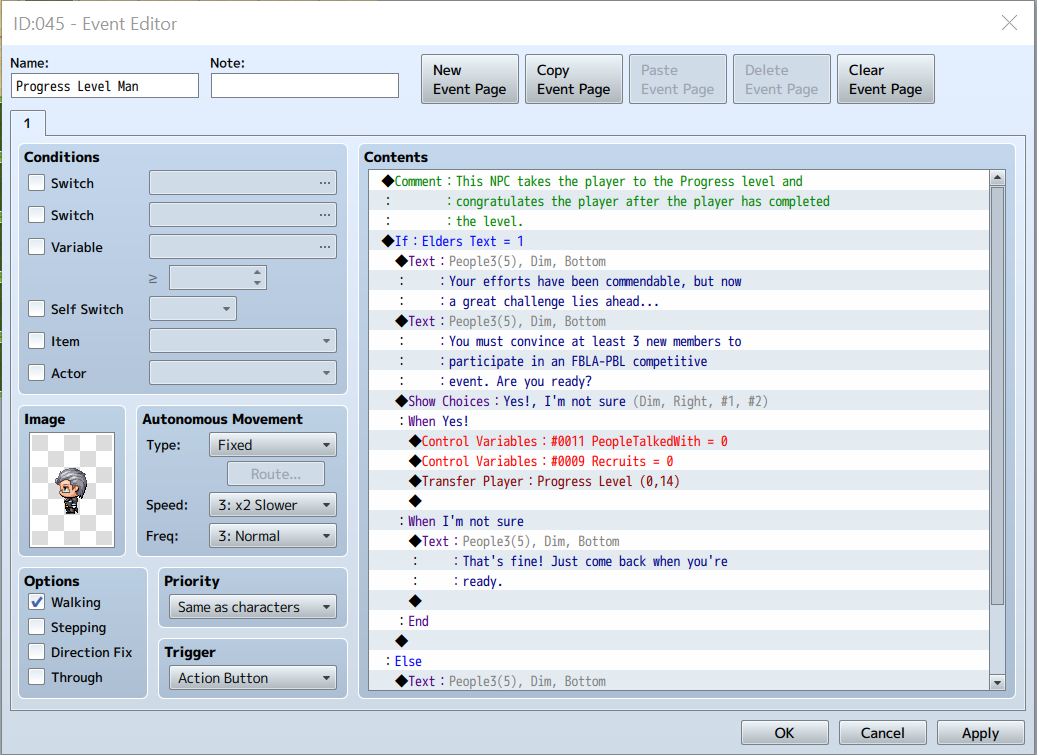 ID:045 - Event Editor
Name:
Note:
Progress Level Man
New
Event Page
Copy
Event Page
Paste
Event Page
Delete
Event Page
Clear
Event Page
1
Conditions
Switch
...
Switch
...
Variable
...
≥
Self Switch
Item
Actor
Image
Autonomous Movement
Type:
Fixed
Route...
Speed:
3: x2 Slower
Freq:
3: Normal
Options
Walking
Stepping
Direction Fix
Through
Priority
Same as characters
Trigger
Action Button
Contents
◆Comment：This NPC takes the player to the Progress level and
：　　　：congratulates the player after the player has completed
：　　　：the level.
◆If：Elders Text = 1
◆Text：People3(5), Dim, Bottom
：　　：Your efforts have been commendable, but now
：　　：a great challenge lies ahead...
◆Text：People3(5), Dim, Bottom
：　　：You must convince at least 3 new members to
：　　：participate in an FBLA-PBL competitive
：　　：event. Are you ready?
◆Show Choices：Yes!, I'm not sure (Dim, Right, #1, #2)
：When Yes!
◆Control Variables：#0011 PeopleTalkedWith = 0
◆Control Variables：#0009 Recruits = 0
◆Transfer Player：Progress Level (0,14)
◆
：When I'm not sure
◆Text：People3(5), Dim, Bottom
：　　：That's fine! Just come back when you're
：　　：ready.
◆
：End
◆
：Else
◆Text：People3(5), Dim, Bottom
OK
Cancel
Apply